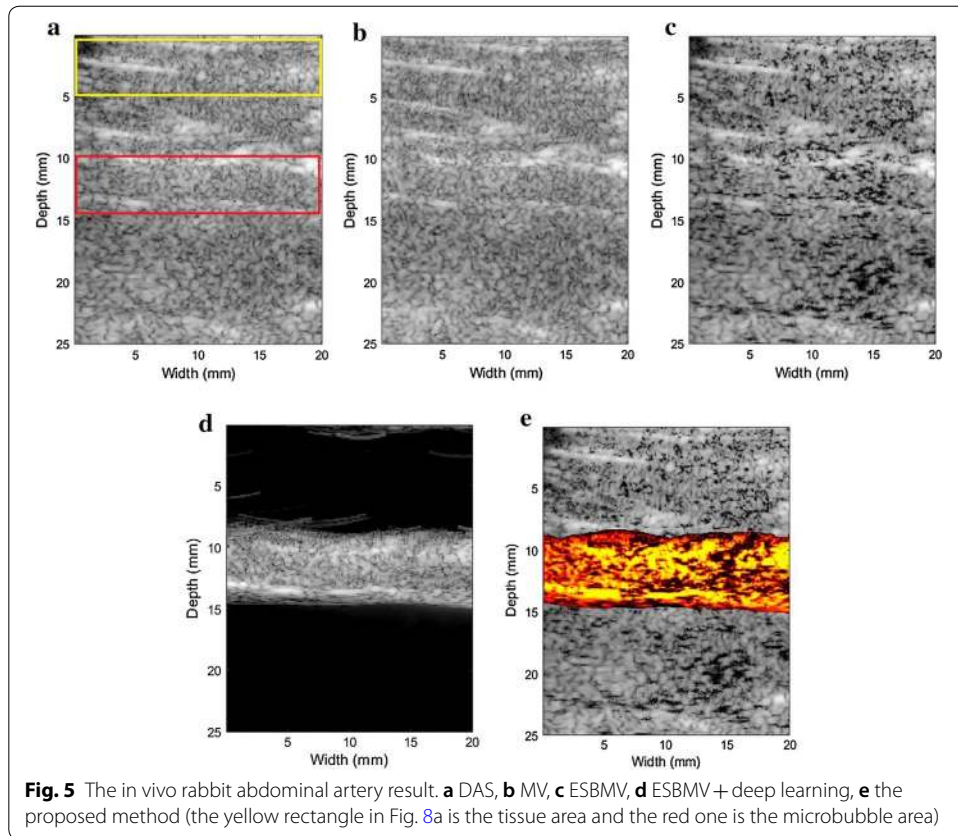 a
b
c
5
10
15
20
25
Depth (mm)
5 10 15 20
Width (mm)
5
10
15
20
25
Depth (mm)
5 10 15 20
Width (mm)
5
10
15
20
25
Depth (mm)
5 10 15 20
Width (mm)
d
e
5
10
15
20
25
Depth (mm)
5 10 15 20
Width (mm)
5
10
15
20
25
Depth (mm)
5 10 15 20
Width (mm)
Fig. 5 The in vivo rabbit abdominal artery result. a DAS, b MV, c ESBMV, d ESBMV + deep learning, e the
proposed method (the yellow rectangle in Fig. 8a is the tissue area and the red one is the microbubble area)